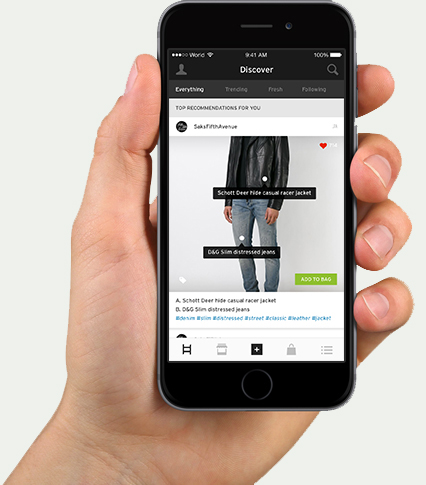 World 9:41 AM 100%
Discover
Everything Trending Fresh Following
TOP RECOMMENDATIONS FOR YOU
SaksFifthAvenue
Schott Deer hide casual racer jacket
D&G Slim distressed jeans
ADD TO BAG
A. Schott Deer hide casual racer jacket
B. D&G Slim distressed jeans
#denim #slim #distressed #street #classic #leather #jacket